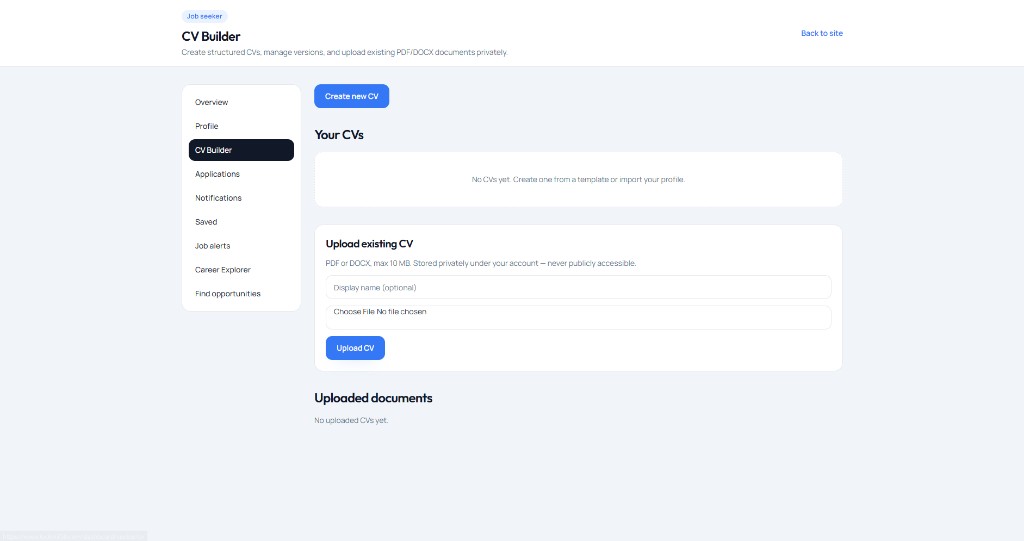 Job seeker
CV Builder
Create structured CVs, manage versions, and upload existing PDF/DOCX documents privately.
Back to site
Overview
Profile
CV Builder
Applications
Notifications
Saved
Job alerts
Career Explorer
Find opportunities
Create new CV
Your CVs
No CVs yet. Create one from a template or import your profile.
Upload existing CV
PDF or DOCX, max 10 MB. Stored privately under your account — never publicly accessible.
Display name (optional)
Choose File No file chosen
Upload CV
Uploaded documents
No uploaded CVs yet.